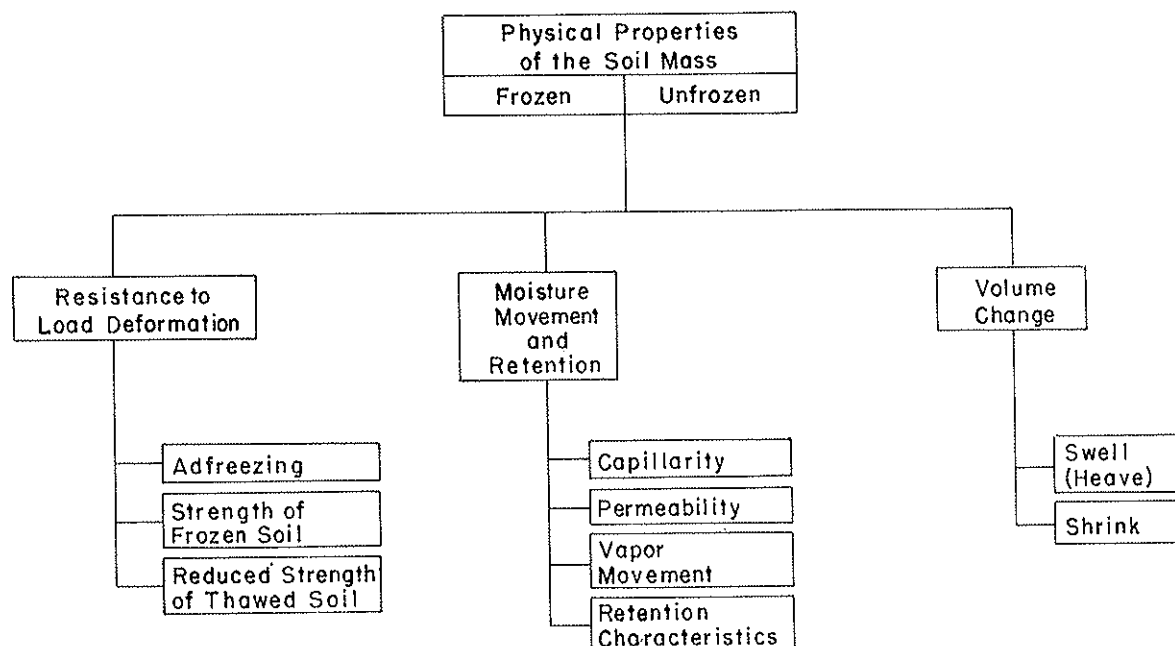 Physical Properties
of the Soil Mass
Frozen
Unfrozen
Resistance to
Load Deformation
Adfreezing
Strength of
Frozen Soil
Reduced Strength
of Thawed Soil
Moisture
Movement
and
Retention
Capillarity
Permeability
Vapor
Movement
Retention
Characteristics
Volume
Change
Swell
(Heave)
Shrink